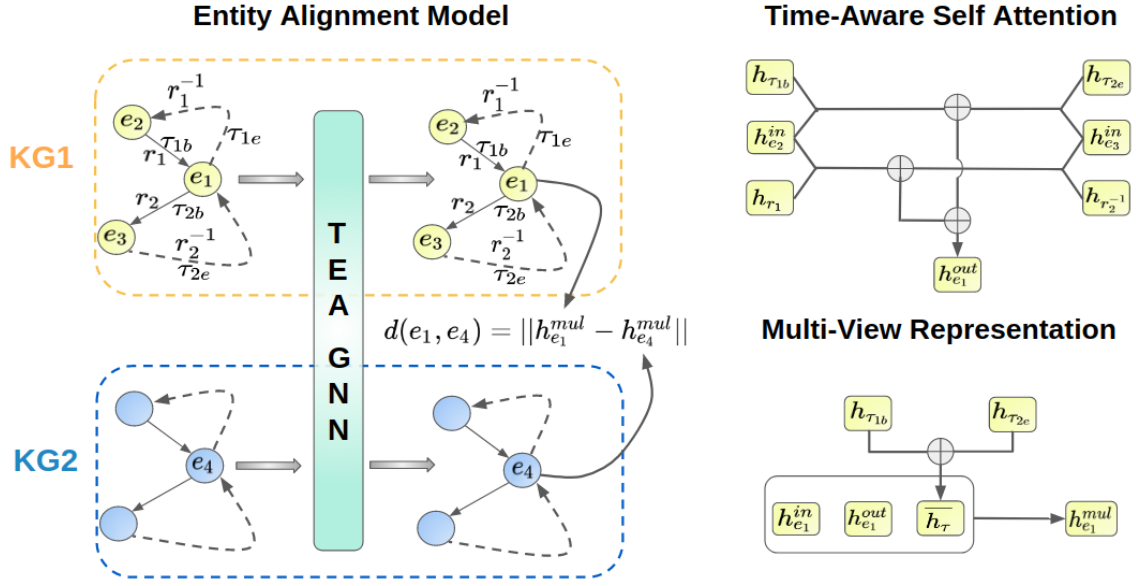 Entity Alignment Model
KG1
r_1^{-1}
e_2
τ_{1b}
τ_{1e}
r_1
e_1
r_2
τ_{2b}
e_3
r_2^{-1}
τ_{2e}
TEA GNN
r_1^{-1}
e_2
τ_{1b}
τ_{1e}
r_1
e_1
r_2
τ_{2b}
e_3
r_2^{-1}
τ_{2e}
d(e_1, e_4) = ||h_{e_1}^{mul} − h_{e_4}^{mul}||
KG2
e_4
e_4
Time-Aware Self Attention
h_{τ_{1b}}
h_{τ_{2e}}
h_{e_2}^{in}
h_{e_3}^{in}
h_{r_1}
h_{r_2^{-1}}
h_{e_1}^{out}
Multi-View Representation
h_{τ_{1b}}
h_{τ_{2e}}
h_{e_1}^{in}
h_{e_1}^{out}
\overline{h_τ}
h_{e_1}^{mul}